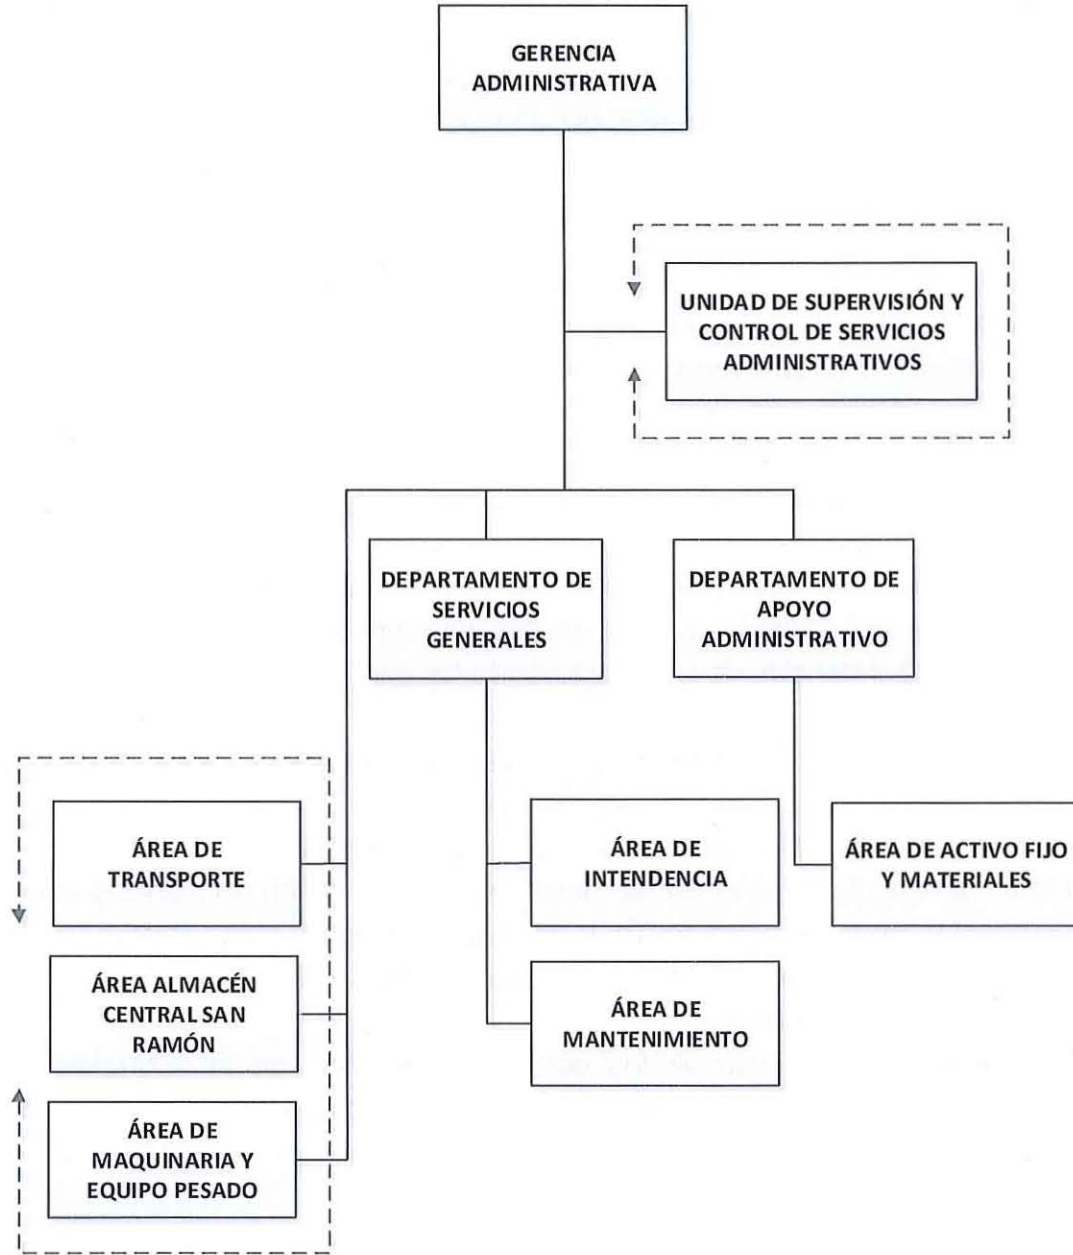 GERENCIA
ADMINISTRATIVA
UNIDAD DE SUPERVISIÓN Y
CONTROL DE SERVICIOS
ADMINISTRATIVOS
DEPARTAMENTO DE
SERVICIOS
GENERALES
DEPARTAMENTO DE
APOYO
ADMINISTRATIVO
ÁREA DE
TRANSPORTE
ÁREA DE
INTENDENCIA
ÁREA DE ACTIVO FIJO
Y MATERIALES
ÁREA ALMACÉN
CENTRAL SAN
RAMÓN
ÁREA DE
MANTENIMIENTO
ÁREA DE
MAQUINARIA Y
EQUIPO PESADO